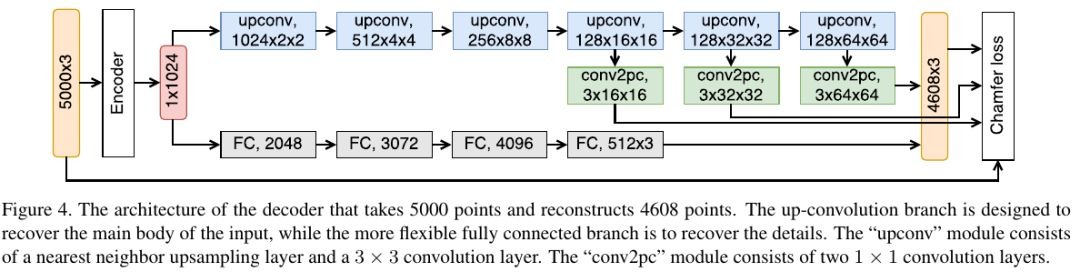 5000x3
Encoder
1x1024
upconv,
1024x2x2
upconv,
512x4x4
upconv,
256x8x8
upconv,
128x16x16
upconv,
128x32x32
upconv,
128x64x64
conv2pc,
3x16x16
conv2pc,
3x32x32
conv2pc,
3x64x64
FC, 2048
FC, 3072
FC, 4096
FC, 512x3
4608x3
Chamfer loss
Figure 4. The architecture of the decoder that takes 5000 points and reconstructs 4608 points. The up-convolution branch is designed to
recover the main body of the input, while the more flexible fully connected branch is to recover the details. The “upconv” module consists
of a nearest neighbor upsampling layer and a 3 × 3 convolution layer. The “conv2pc” module consists of two 1 × 1 convolution layers.